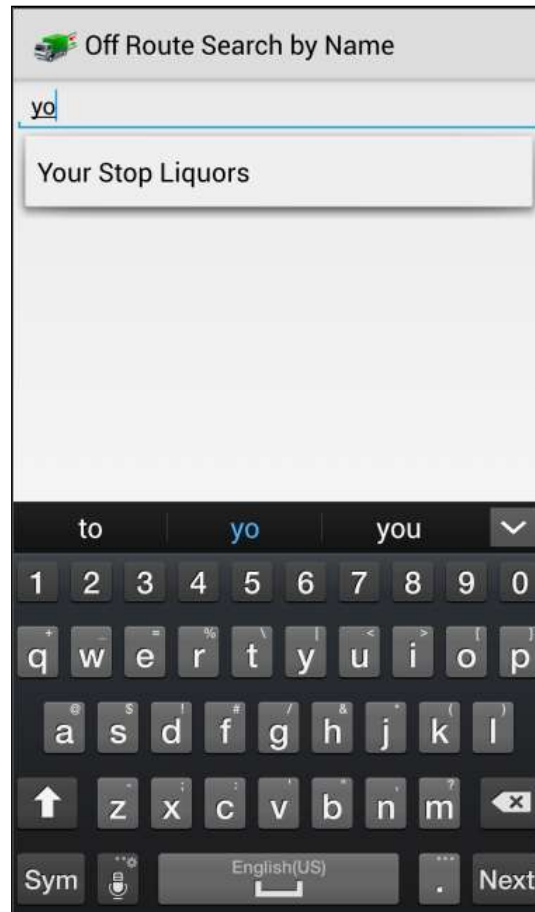 Off Route Search by Name
yo
Your Stop Liquors
to yo you
1 2 3 4 5 6 7 8 9 0
q w e r t y u i o p
a s d f g h j k l
z x c v b n m
English(US)
Sym . Next